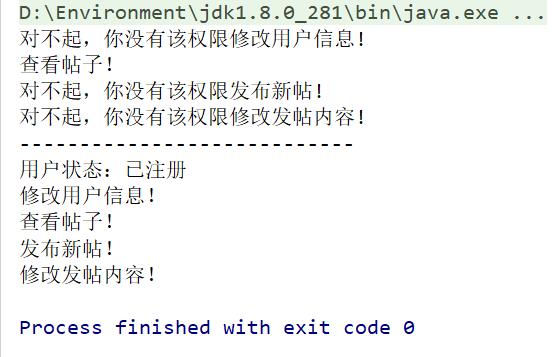 D:\Environment\jdk1.8.0_281\bin\java.exe ...
对不起，你没有该权限修改用户信息！
查看帖子！
对不起，你没有该权限发布新帖！
对不起，你没有该权限修改发帖内容！
----------------------------
用户状态：已注册
修改用户信息！
查看帖子！
发布新帖！
修改发帖内容！
Process finished with exit code 0